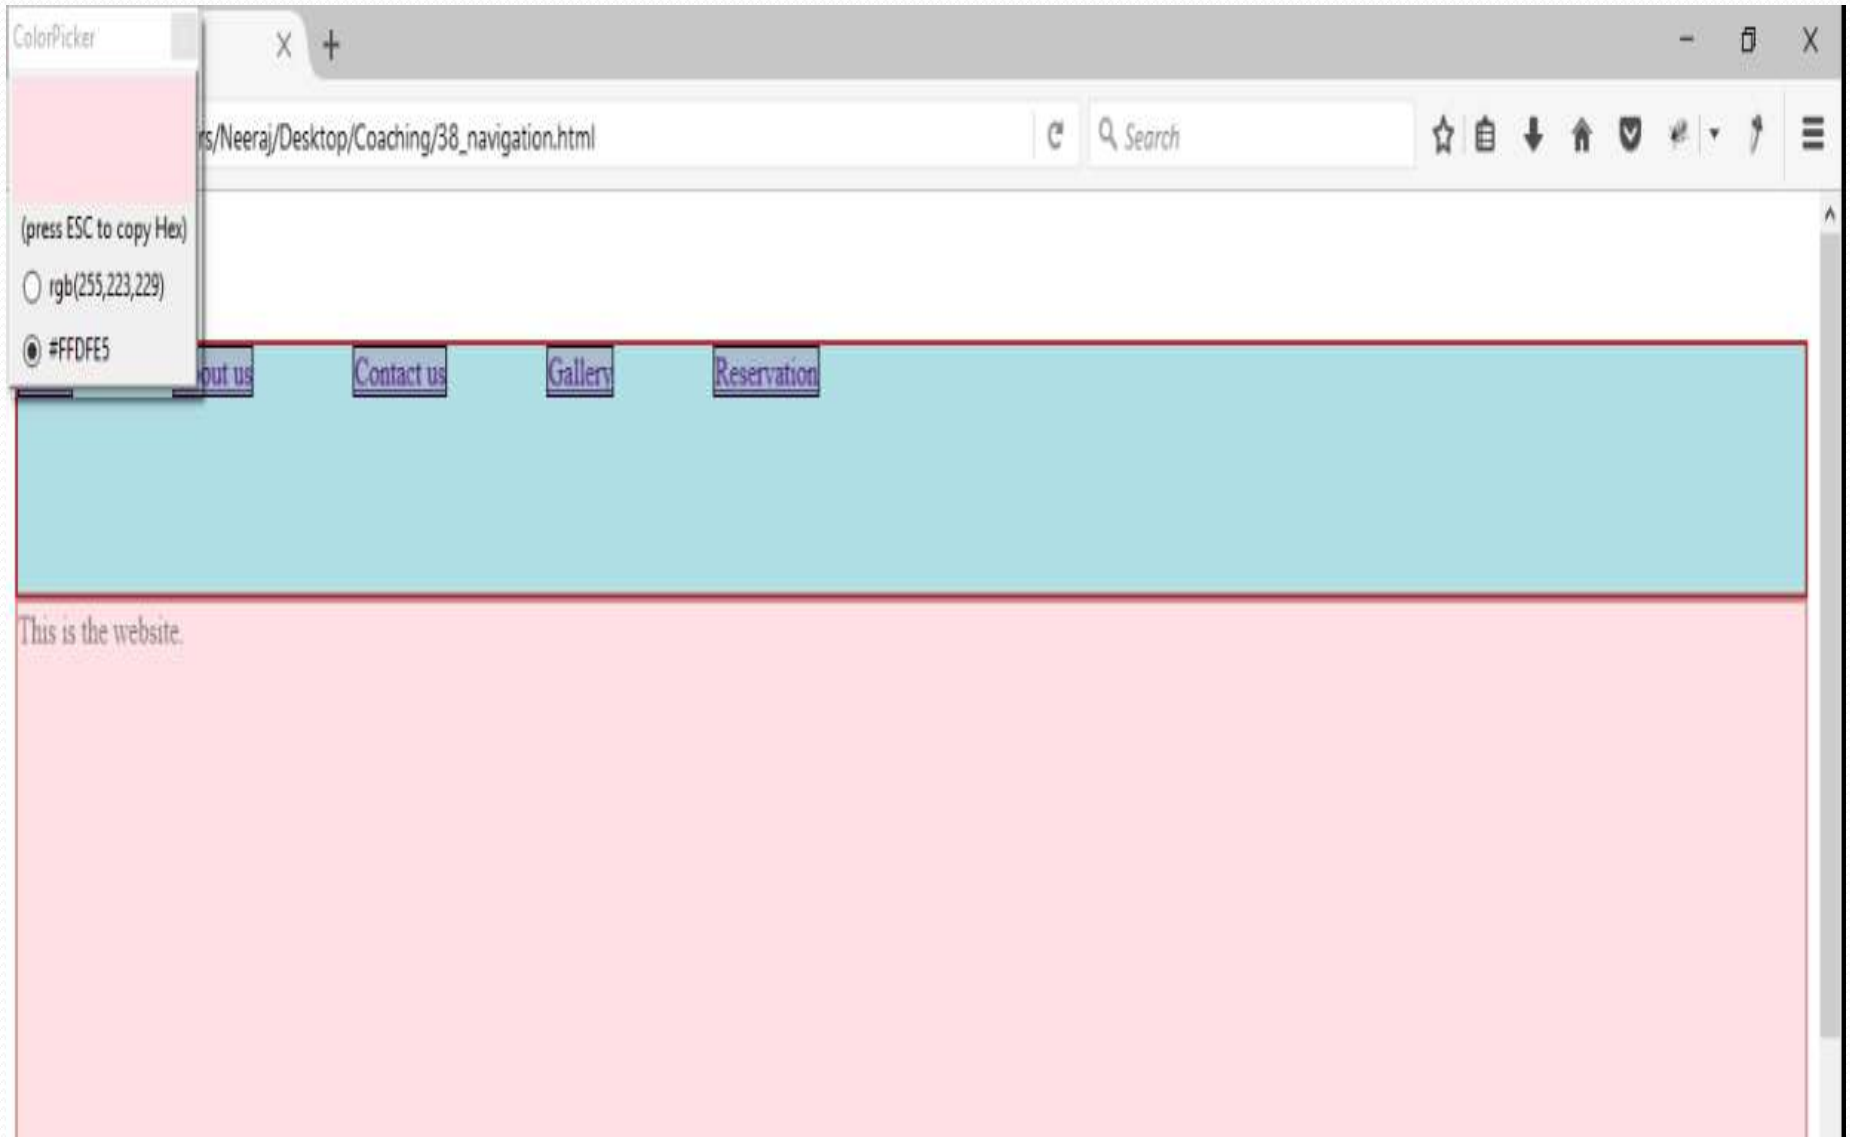 ColorPicker
rs/Neeraj/Desktop/Coaching/38_navigation.html
Search
(press ESC to copy Hex)
rgb(255,223,229)
#FFDFE5
out us Contact us Gallery Reservation
This is the website.